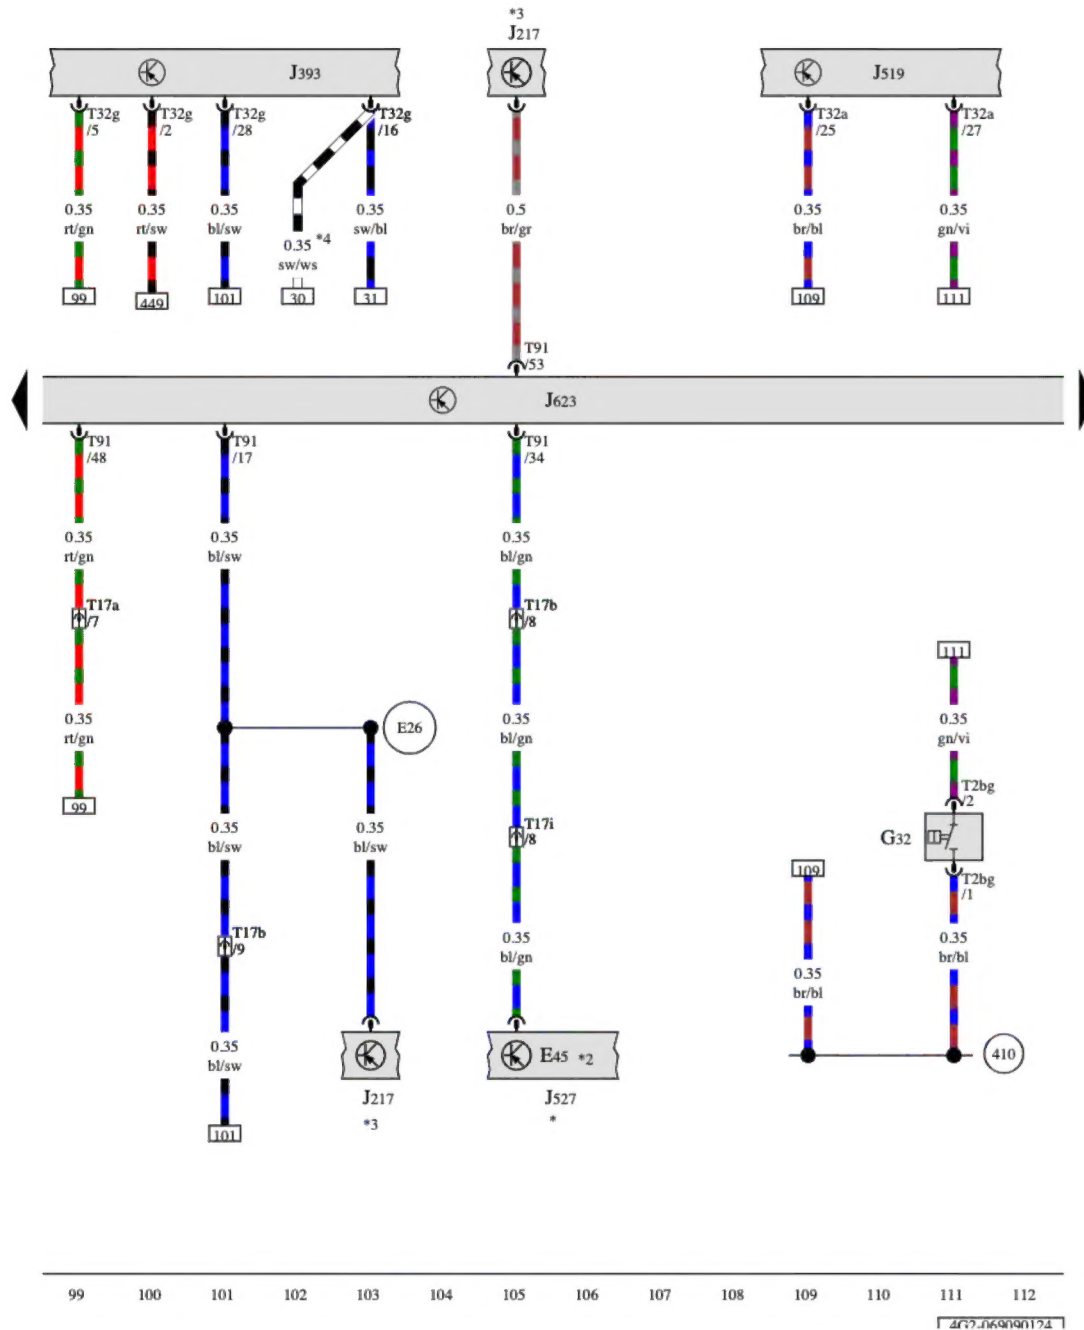 *3
J217
J393
J519
T32g
/5
T32g
/2
T32g
/28
T32g
/16
T32a
/25
T32a
/27
0.35
rt/gn
0.35
rt/sw
0.35
bl/sw
0.35 *4
sw/ws
0.35
sw/bl
0.5
br/gr
0.35
br/bl
0.35
gn/vi
99
449
101
30
31
109
111
T91
/53
J623
T91
/48
T91
/17
T91
/34
0.35
rt/gn
0.35
bl/sw
0.35
bl/gn
T17a
/7
T17b
/8
111
0.35
rt/gn
E26
0.35
bl/gn
0.35
gn/vi
99
T2bg
/2
0.35
bl/sw
0.35
bl/sw
T17i
/8
G32
109
T2bg
/1
T17b
/9
0.35
bl/gn
0.35
br/bl
0.35
br/bl
0.35
bl/sw
E45 *2
410
J217
*3
J527
*
101
99 100 101 102 103 104 105 106 107 108 109 110 111 112
4G2-069090124